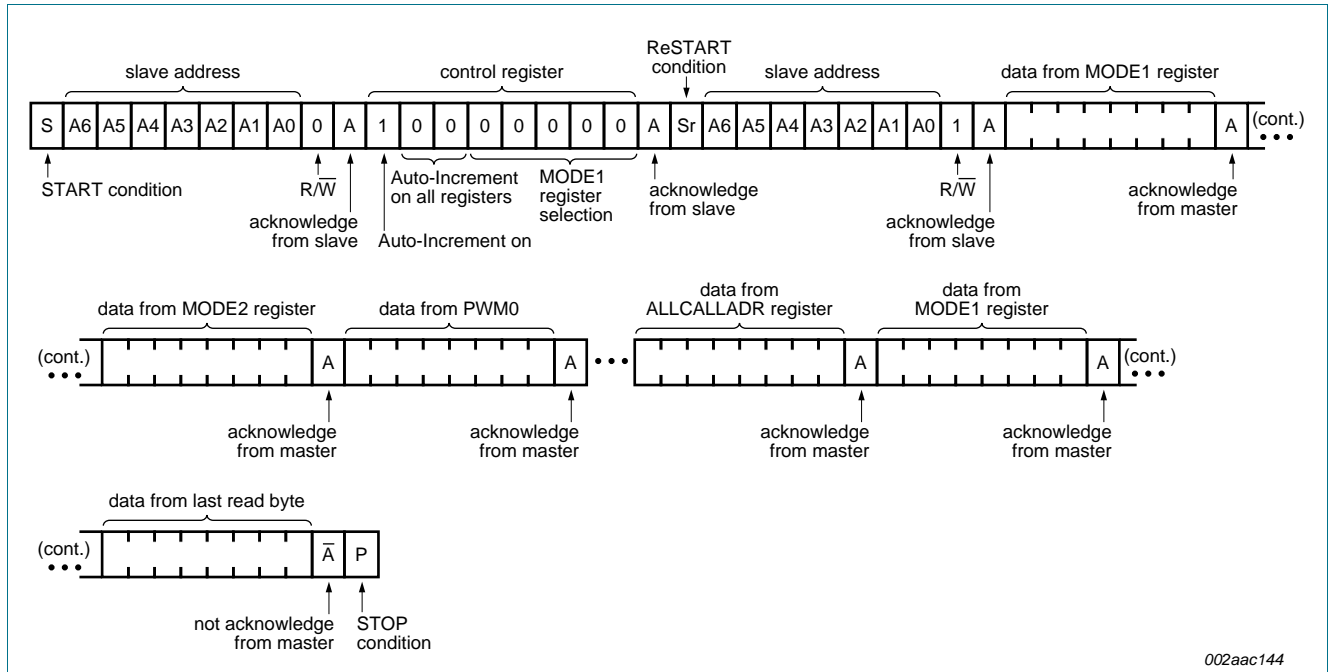 ReSTART
condition
slave address
control register
slave address
data from MODE1 register
S A6 A5 A4 A3 A2 A1 A0 0 A 1 0 0 0 0 0 0 0 A Sr A6 A5 A4 A3 A2 A1 A0 1 A A (cont.)
START condition
R/W̅
acknowledge
from slave
Auto-Increment on
Auto-Increment
on all registers
MODE1
register
selection
acknowledge
from slave
R/W̅
acknowledge
from slave
acknowledge
from master
data from MODE2 register
data from PWM0
data from
ALLCALLADR register
data from
MODE1 register
(cont.) A A A A (cont.)
acknowledge
from master
acknowledge
from master
acknowledge
from master
acknowledge
from master
data from last read byte
(cont.) A̅ P
not acknowledge
from master
STOP
condition
002aac144